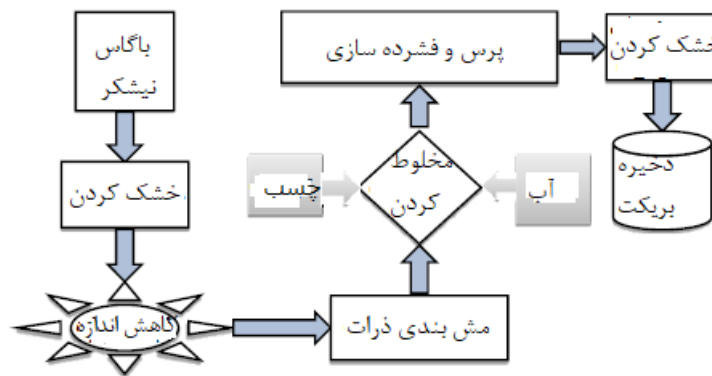 باگاس
نیشکر
خشک کردن
کاهش اندازه
مش بندی ذرات
مخلوط
کردن
چسب
آب
پرس و فشرده سازی
خشک کردن
ذخیره
بریکت